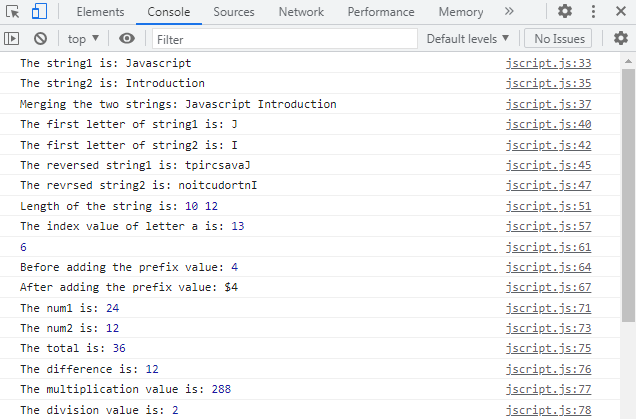 Elements Console Sources Network Performance Memory »
top ▼ Filter Default levels ▼ No Issues
The string1 is: Javascript jscript.js:33
The string2 is: Introduction jscript.js:35
Merging the two strings: Javascript Introduction jscript.js:37
The first letter of string1 is: J jscript.js:40
The first letter of string2 is: I jscript.js:42
The reversed string1 is: tpircsavaJ jscript.js:45
The revrsed string2 is: noitcudortnI jscript.js:47
Length of the string is: 10 12 jscript.js:51
The index value of letter a is: 13 jscript.js:57
6 jscript.js:61
Before adding the prefix value: 4 jscript.js:64
After adding the prefix value: $4 jscript.js:67
The num1 is: 24 jscript.js:71
The num2 is: 12 jscript.js:73
The total is: 36 jscript.js:75
The difference is: 12 jscript.js:76
The multiplication value is: 288 jscript.js:77
The division value is: 2 jscript.js:78